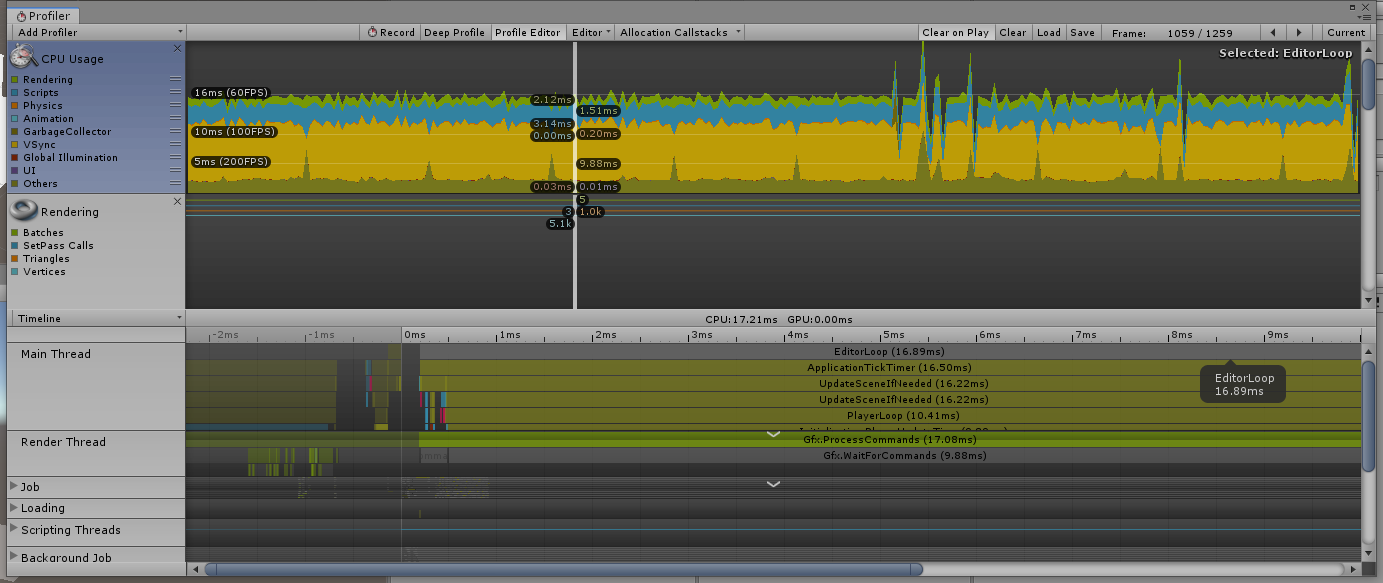 Profiler
Add Profiler Record Deep Profile Profile Editor Editor Allocation Callstacks Clear on Play Clear Load Save Frame: 1059 / 1259 Current
CPU Usage
Rendering
Scripts
Physics
Animation
GarbageCollector
VSync
Global Illumination
UI
Others
Selected: EditorLoop
16ms (60FPS)
10ms (100FPS)
5ms (200FPS)
2.12ms
1.51ms
3.14ms
0.00ms
0.20ms
9.88ms
0.03ms
0.01ms
Rendering
Batches
SetPass Calls
Triangles
Vertices
5
3
1.0k
5.1k
Timeline
CPU:17.21ms GPU:0.00ms
-2ms -1ms 0ms 1ms 2ms 3ms 4ms 5ms 6ms 7ms 8ms 9ms
Main Thread
EditorLoop (16.89ms)
ApplicationTickTimer (16.50ms)
UpdateSceneIfNeeded (16.22ms)
UpdateSceneIfNeeded (16.22ms)
PlayerLoop (10.41ms)
EditorLoop
16.89ms
Render Thread
Gfx.ProcessCommands (17.08ms)
Gfx.WaitForCommands (9.88ms)
Job
Loading
Scripting Threads
Background Job